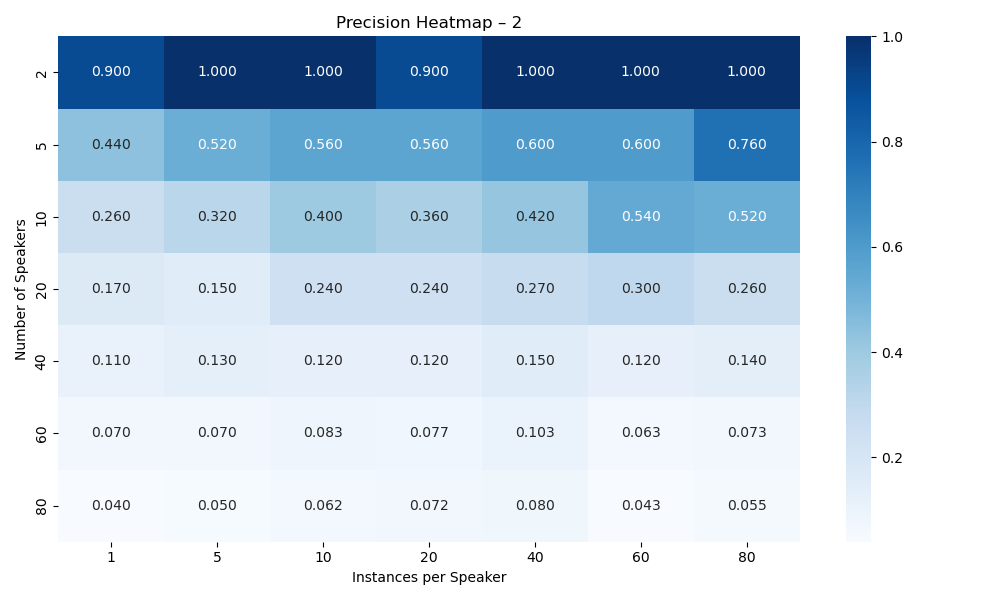 Precision Heatmap – 2
Number of Speakers
2 0.900 1.000 1.000 0.900 1.000 1.000 1.000
5 0.440 0.520 0.560 0.560 0.600 0.600 0.760
10 0.260 0.320 0.400 0.360 0.420 0.540 0.520
20 0.170 0.150 0.240 0.240 0.270 0.300 0.260
40 0.110 0.130 0.120 0.120 0.150 0.120 0.140
60 0.070 0.070 0.083 0.077 0.103 0.063 0.073
80 0.040 0.050 0.062 0.072 0.080 0.043 0.055
1 5 10 20 40 60 80
Instances per Speaker
1.0
0.8
0.6
0.4
0.2